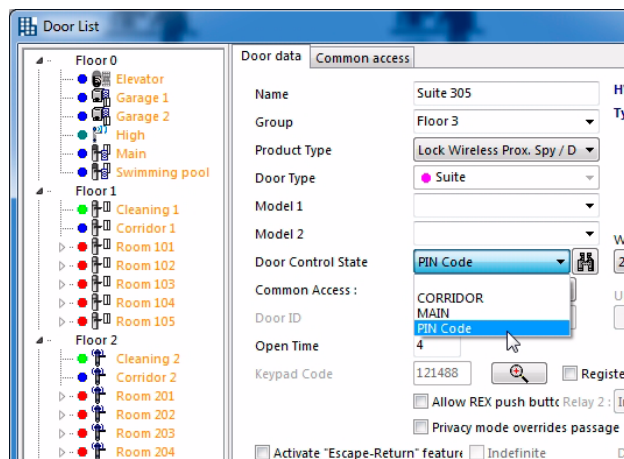 Door List
Floor 0
Elevator
Garage 1
Garage 2
High
Main
Swimming pool
Floor 1
Cleaning 1
Corridor 1
Room 101
Room 102
Room 103
Room 104
Room 105
Floor 2
Cleaning 2
Corridor 2
Room 201
Room 202
Room 203
Room 204
Door data Common access
Name Suite 305
Group Floor 3
Product Type Lock Wireless Prox. Spy / D
Door Type Suite
Model 1
Model 2
Door Control State PIN Code
Common Access :
CORRIDOR
MAIN
PIN Code
Door ID
Open Time 4
Keypad Code 121488 Registe
Allow REX push buttc Relay 2 :
Privacy mode overrides passage
Activate "Escape-Return" feature Indefinite